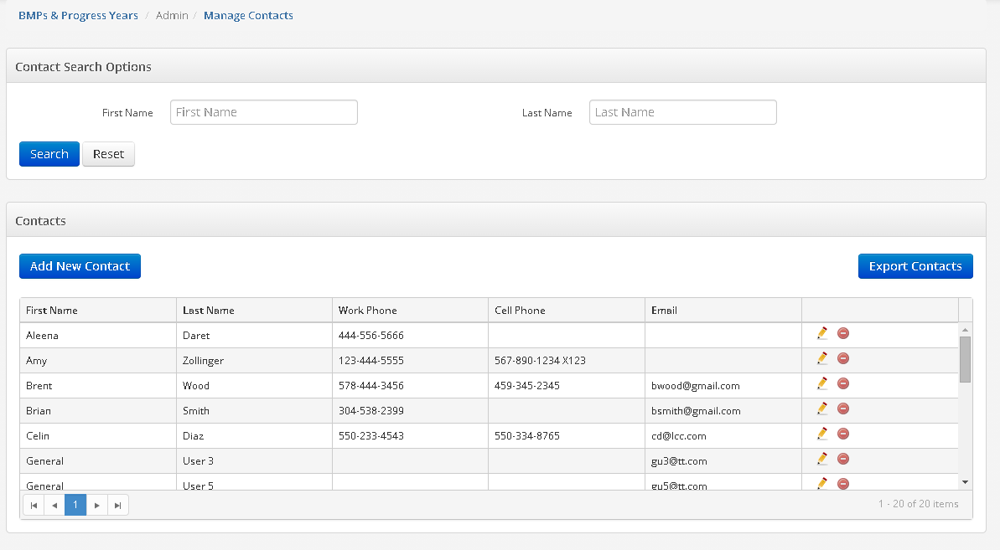 BMPs & Progress Years / Admin / Manage Contacts
Contact Search Options
First Name First Name Last Name Last Name
Search Reset
Contacts
Add New Contact Export Contacts
First Name Last Name Work Phone Cell Phone Email
Aleena Daret 444-556-5666
Amy Zollinger 123-444-5555 567-890-1234 X123
Brent Wood 578-444-3456 459-345-2345 bwood@gmail.com
Brian Smith 304-538-2399 bsmith@gmail.com
Celin Diaz 550-233-4543 550-334-8765 cd@lcc.com
General User 3 gu3@tt.com
General User 5 gu5@tt.com
1 1 - 20 of 20 items